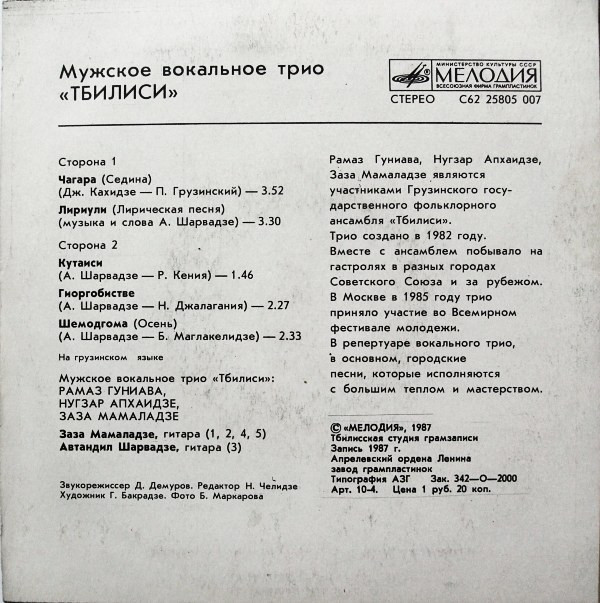 Мужское вокальное трио
«ТБИЛИСИ»
МИНИСТЕРСТВО КУЛЬТУРЫ СССР
МЕЛОДИЯ
ВСЕСОЮЗНАЯ ФИРМА ГРАМПЛАСТИНОК
СТЕРЕО С62 25805 007
Сторона 1
Чагара (Седина)
(Дж. Кахидзе — П. Грузинский) — 3.52
Лириули (Лирическая песня)
(музыка и слова А. Шарвадзе) — 3.30
Сторона 2
Кутаиси
(А. Шарвадзе — Р. Кения) — 1.46
Гиоргобистве
(А. Шарвадзе — Н. Джалагания) — 2.27
Шемодгома (Осень)
(А. Шарвадзе — Б. Маглакелидзе) — 2.33
На грузинском языке
Мужское вокальное трио «Тбилиси»:
РАМАЗ ГУНИАВА,
НУГЗАР АПХАИДЗЕ,
ЗАЗА МАМАЛАДЗЕ
Заза Мамаладзе, гитара (1, 2, 4, 5)
Автандил Шарвадзе, гитара (3)
Звукорежиссер Д. Демуров. Редактор Н. Челидзе
Художник Г. Бакрадзе. Фото Б. Маркарова
Рамаз Гуниава, Нугзар Апхаидзе,
Заза Мамаладзе являются
участниками Грузинского госу-
дарственного фольклорного
ансамбля «Тбилиси».
Трио создано в 1982 году.
Вместе с ансамблем побывало на
гастролях в разных городах
Советского Союза и за рубежом.
В Москве в 1985 году трио
приняло участие во Всемирном
фестивале молодежи.
В репертуаре вокального трио,
в основном, городские
песни, которые исполняются
с большим теплом и мастерством.
© «МЕЛОДИЯ», 1987
Тбилисская студия грамзаписи
Запись 1987 г.
Апрелевский ордена Ленина
завод грампластинок
Типография АЗГ Зак. 342—О—2000
Арт. 10-4. Цена 1 руб. 20 коп.